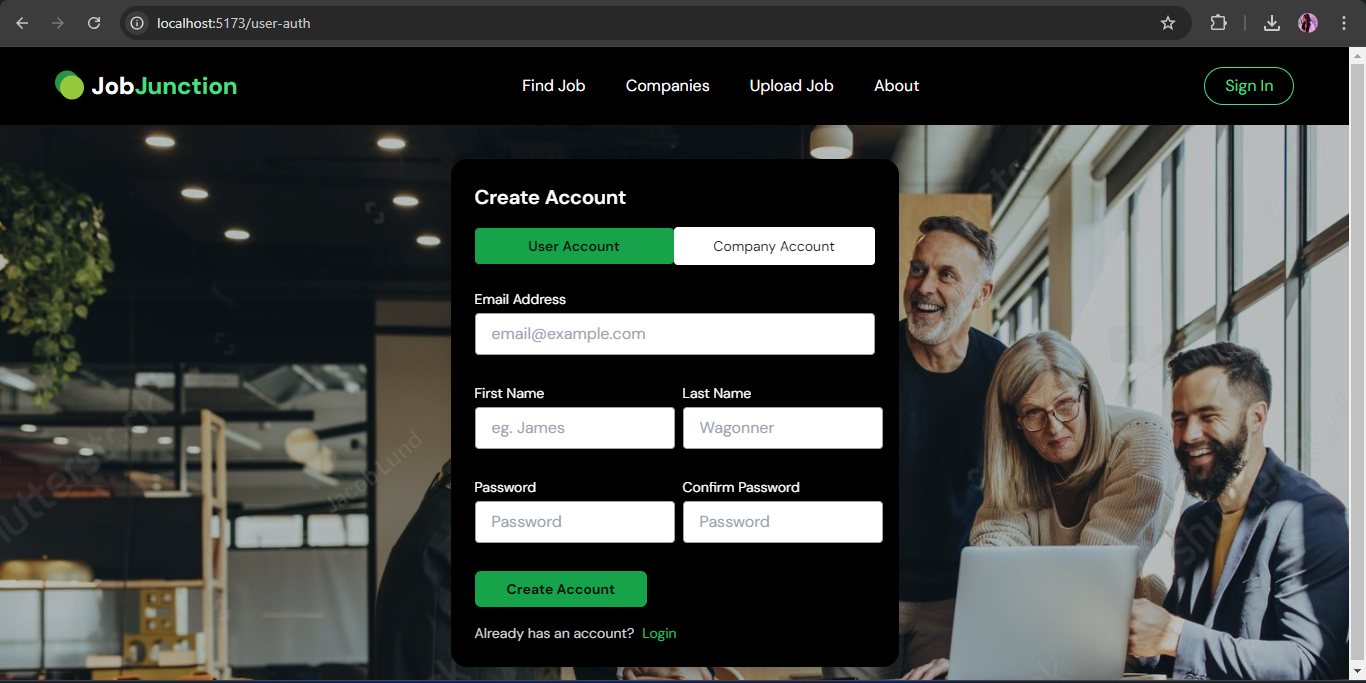 localhost:5173/user-auth
JobJunction
Find Job Companies Upload Job About
Sign In
Create Account
User Account Company Account
Email Address
email@example.com
First Name Last Name
eg. James Wagonner
Password Confirm Password
Password Password
Create Account
Already has an account? Login
Jacob Lund